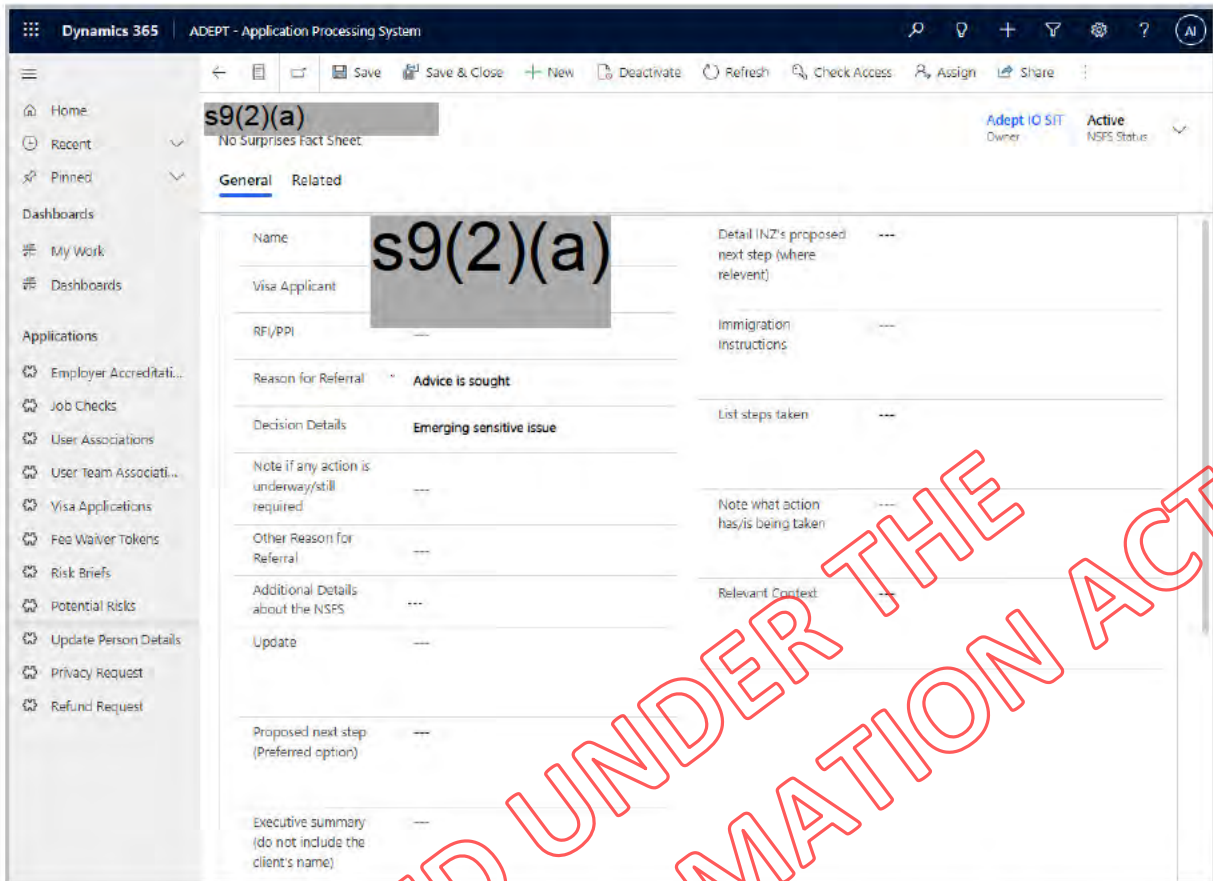 Dynamics 365 ADEPT - Application Processing System ? AI
Save Save & Close New Deactivate Refresh Check Access Assign Share
Home
Recent
Pinned
Dashboards
My Work
Dashboards
Applications
Employer Accreditati...
Job Checks
User Associations
User Team Associati...
Visa Applications
Fee Waiver Tokens
Risk Briefs
Potential Risks
Update Person Details
Privacy Request
Refund Request
s9(2)(a)
No Surprises Fact Sheet
Adept IO SIT
Owner
Active
NSFS Status
General Related
s9(2)(a)
Name
Visa Applicant
RFI/PPI ---
Reason for Referral * Advice is sought
Decision Details Emerging sensitive issue
Note if any action is
underway/still
required ---
Other Reason for
Referral ---
Additional Details
about the NSFS ---
Update ---
Proposed next step ---
(Preferred option)
Executive summary ---
(do not include the
client's name)
Detail INZ's proposed ---
next step (where
relevent)
Immigration ---
Instructions
List steps taken ---
Note what action ---
has/is being taken
Relevant Context ---
UNDER THE
MATION ACT